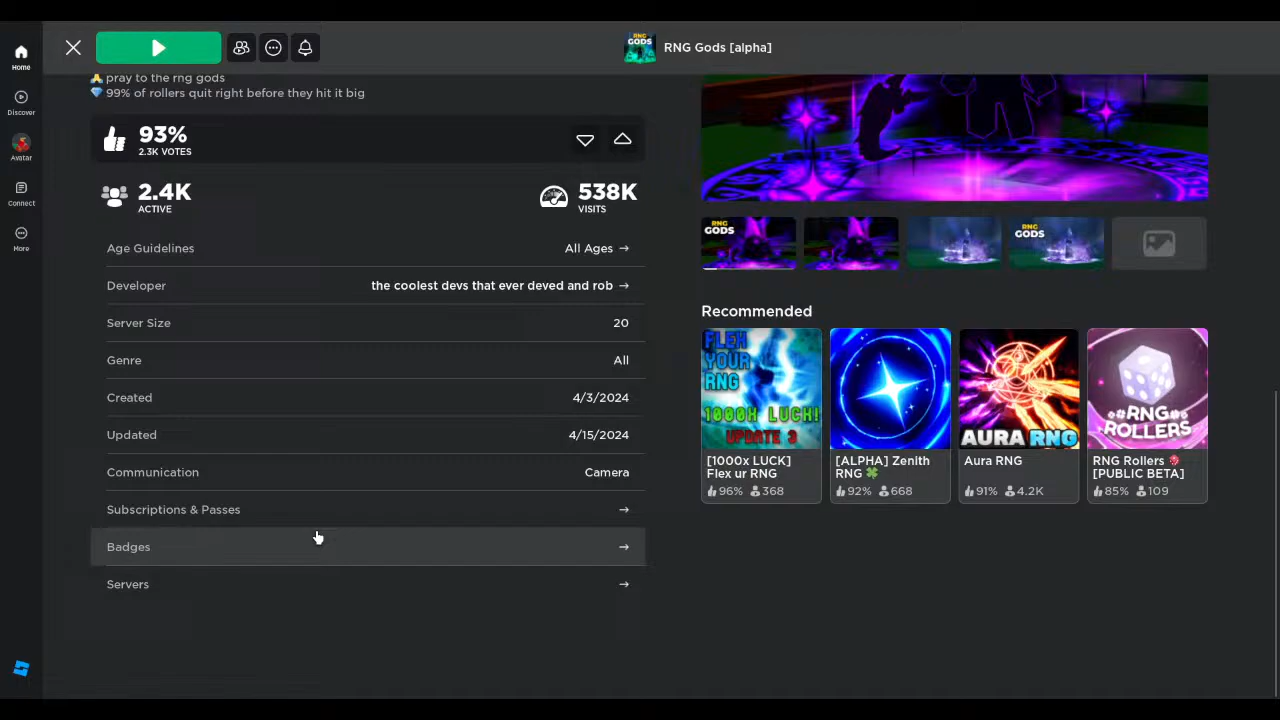 RNG Gods [alpha]
Home
Discover
Avatar
Connect
More
🙏 pray to the rng gods
💎 99% of rollers quit right before they hit it big
93%
2.3K VOTES
2.4K
ACTIVE
538K
VISITS
Age Guidelines All Ages →
Developer the coolest devs that ever deved and rob →
Server Size 20
Genre All
Created 4/3/2024
Updated 4/15/2024
Communication Camera
Subscriptions & Passes →
Badges →
Servers →
RNG
GODS
RNG
GODS
Recommended
FLEX
YOUR
RNG
1000X LUCK!
UPDATE 3
[1000x LUCK]
Flex ur RNG
96% 368
[ALPHA] Zenith
RNG 🍀
92% 668
AURA RNG
Aura RNG
91% 4.2K
RNG
ROLLERS
RNG Rollers
[PUBLIC BETA]
85% 109